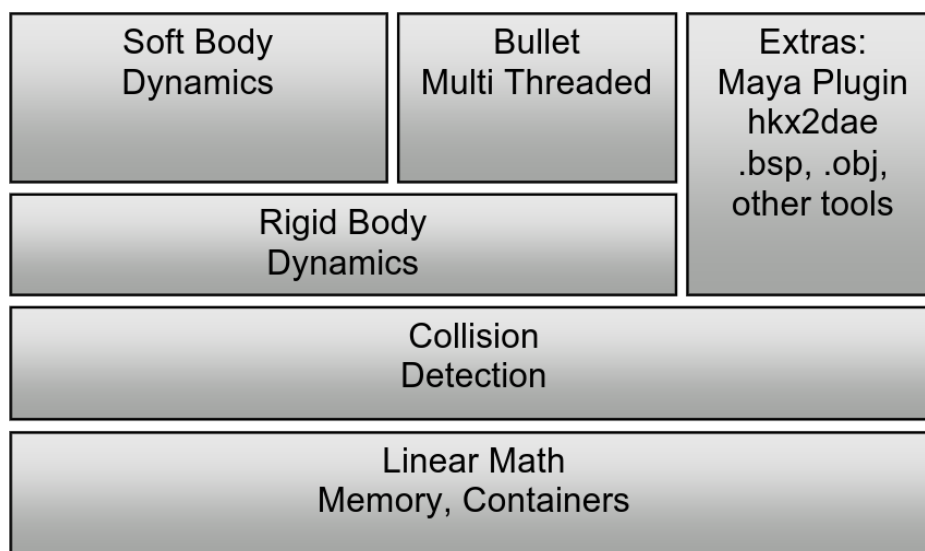 Soft Body
Dynamics
Bullet
Multi Threaded
Extras:
Maya Plugin
hkx2dae
.bsp, .obj,
other tools
Rigid Body
Dynamics
Collision
Detection
Linear Math
Memory, Containers